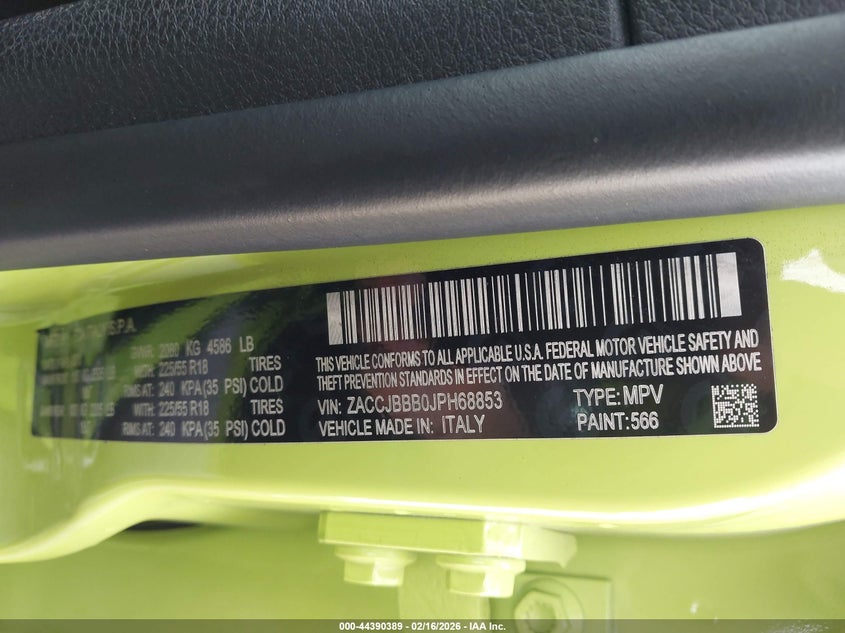 GVWR: 2080 KG 4586 LB
WITH: 225/55 R18 TIRES
RIMS AT: 240 KPA(35 PSI) COLD
WITH: 225/55 R18 TIRES
RIMS AT: 240 KPA(35 PSI) COLD
THIS VEHICLE CONFORMS TO ALL APPLICABLE U.S.A. FEDERAL MOTOR VEHICLE SAFETY AND
THEFT PREVENTION STANDARDS IN EFFECT ON THE DATE OF MANUFACTURE SHOWN ABOVE
VIN: ZACCJBBB0JPH68853 TYPE: MPV
VEHICLE MADE IN: ITALY PAINT: 566
000-44390389 - 02/16/2026 - IAA Inc.